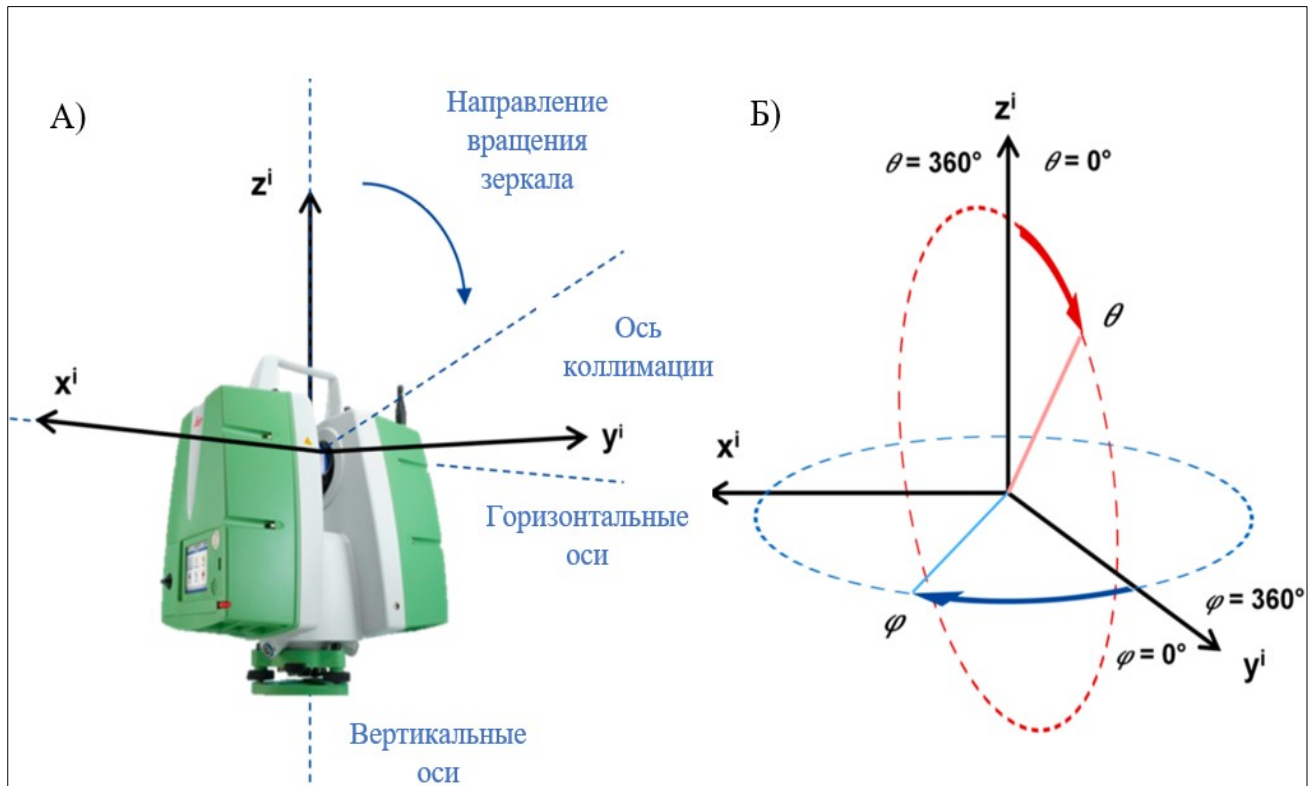 А)
Направление
вращения
зеркала
zⁱ
Ось
коллимации
xⁱ
yⁱ
Горизонтальные
оси
Вертикальные
оси
Б)
zⁱ
θ = 360°
θ = 0°
θ
xⁱ
φ
φ = 360°
φ = 0°
yⁱ